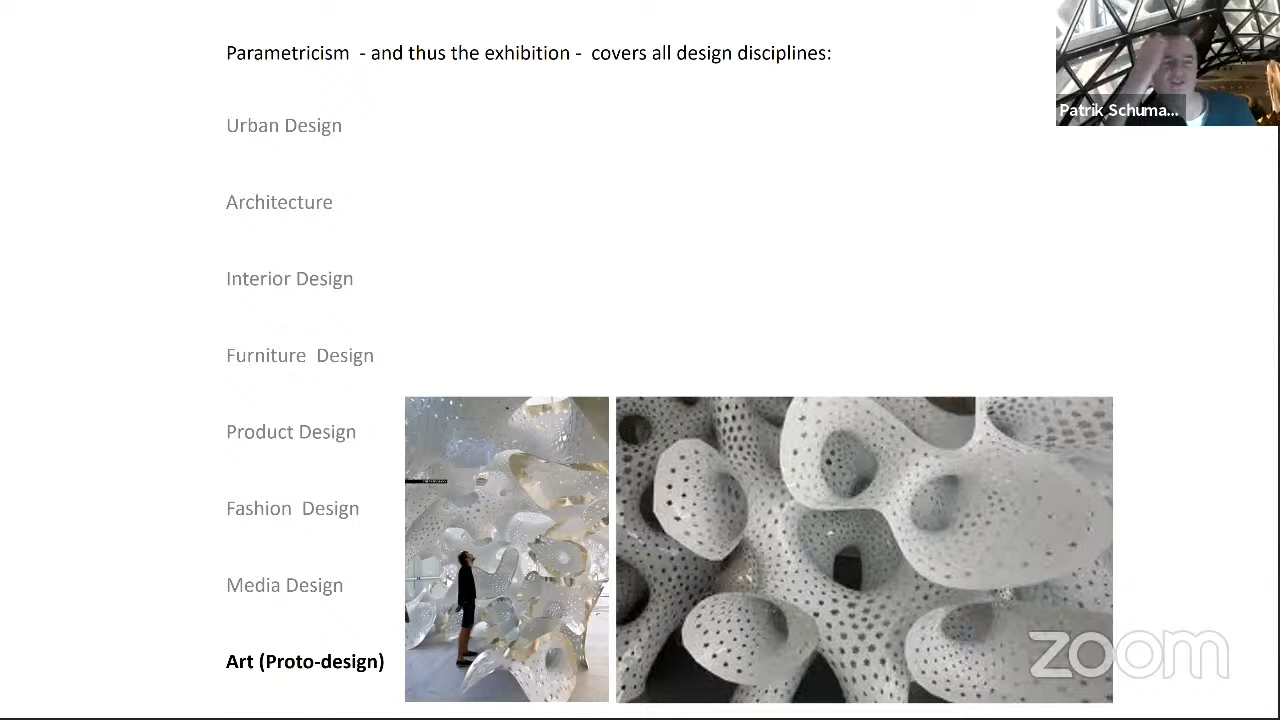 Parametricism  - and thus the exhibition -  covers all design disciplines:
Patrik Schuma...
Urban Design
Architecture
Interior Design
Furniture  Design
Product Design
Fashion  Design
Media Design
Art (Proto-design)
zoom